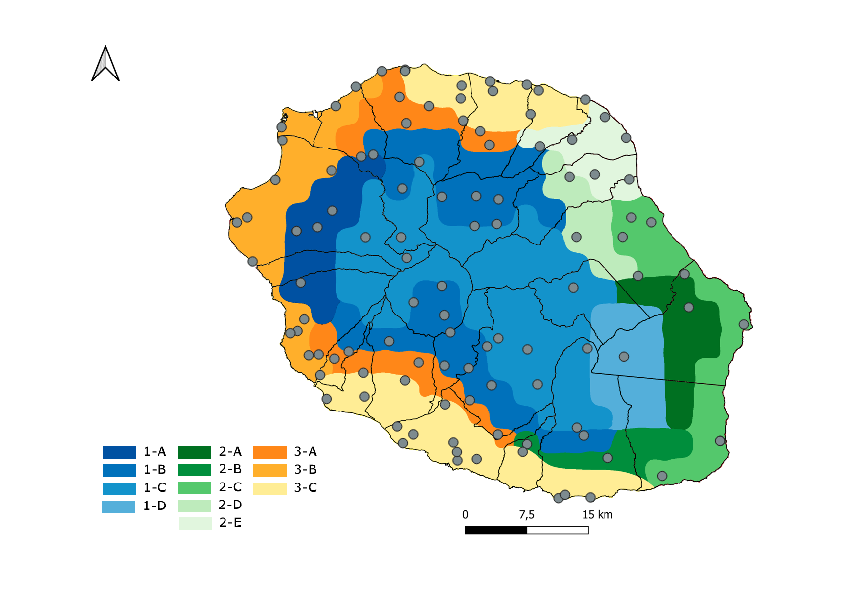 1-A 2-A 3-A
1-B 2-B 3-B
1-C 2-C 3-C
1-D 2-D
2-E
0 7,5 15 km